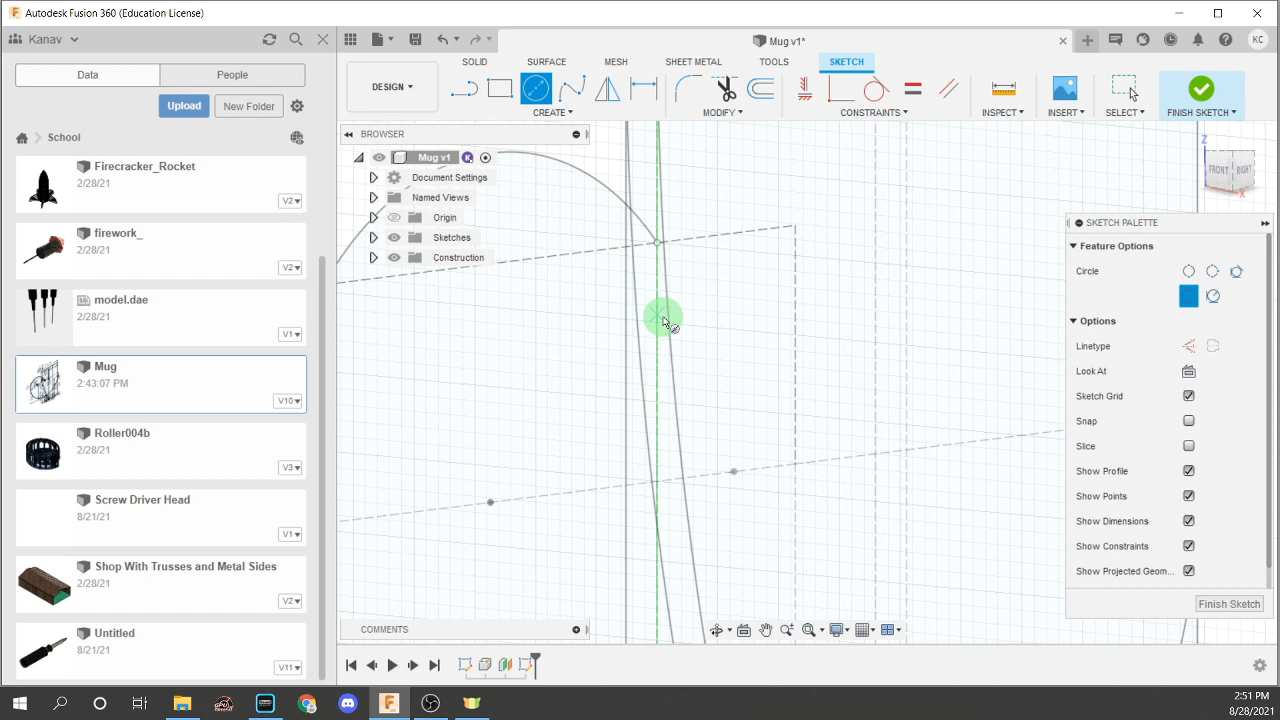 Autodesk Fusion 360 (Education License)
Kanav
Mug v1*
KC
Data
People
SOLID
SURFACE
MESH
SHEET METAL
TOOLS
SKETCH
DESIGN
Upload
New Folder
CREATE
MODIFY
CONSTRAINTS
INSPECT
INSERT
SELECT
FINISH SKETCH
School
BROWSER
Mug v1
Document Settings
Named Views
Origin
Sketches
Construction
Firecracker_Rocket
2/28/21
V2
firework_
2/28/21
V2
model.dae
2/28/21
V1
Mug
2:43:07 PM
V10
Roller004b
2/28/21
V3
Screw Driver Head
8/21/21
V1
Shop With Trusses and Metal Sides
2/28/21
V2
Untitled
8/21/21
V11
Z
FRONT
RIGHT
X
SKETCH PALETTE
Feature Options
Circle
Options
Linetype
Look At
Sketch Grid
Snap
Slice
Show Profile
Show Points
Show Dimensions
Show Constraints
Show Projected Geom...
Finish Sketch
COMMENTS
2:51 PM
8/28/2021